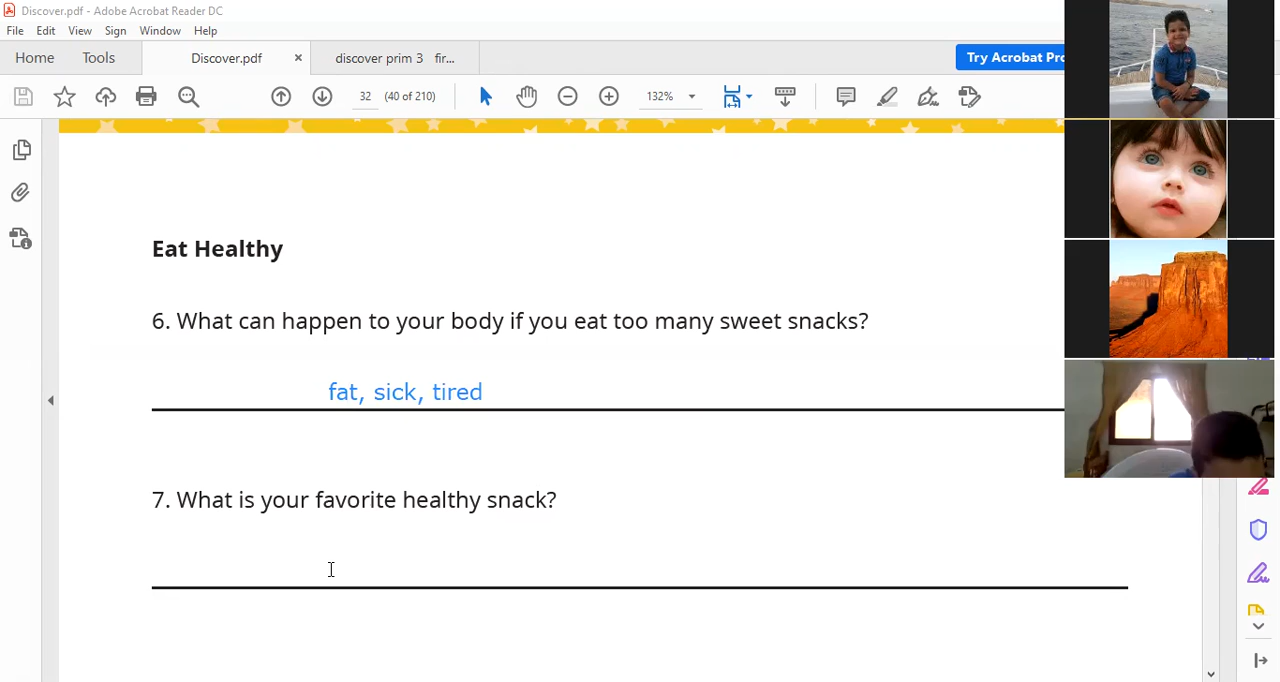 Discover.pdf - Adobe Acrobat Reader DC
File Edit View Sign Window Help
Home Tools Discover.pdf × discover prim 3 fir...
Try Acrobat Pro
32 (40 of 210) 132%
Eat Healthy
6. What can happen to your body if you eat too many sweet snacks?
fat, sick, tired
7. What is your favorite healthy snack?